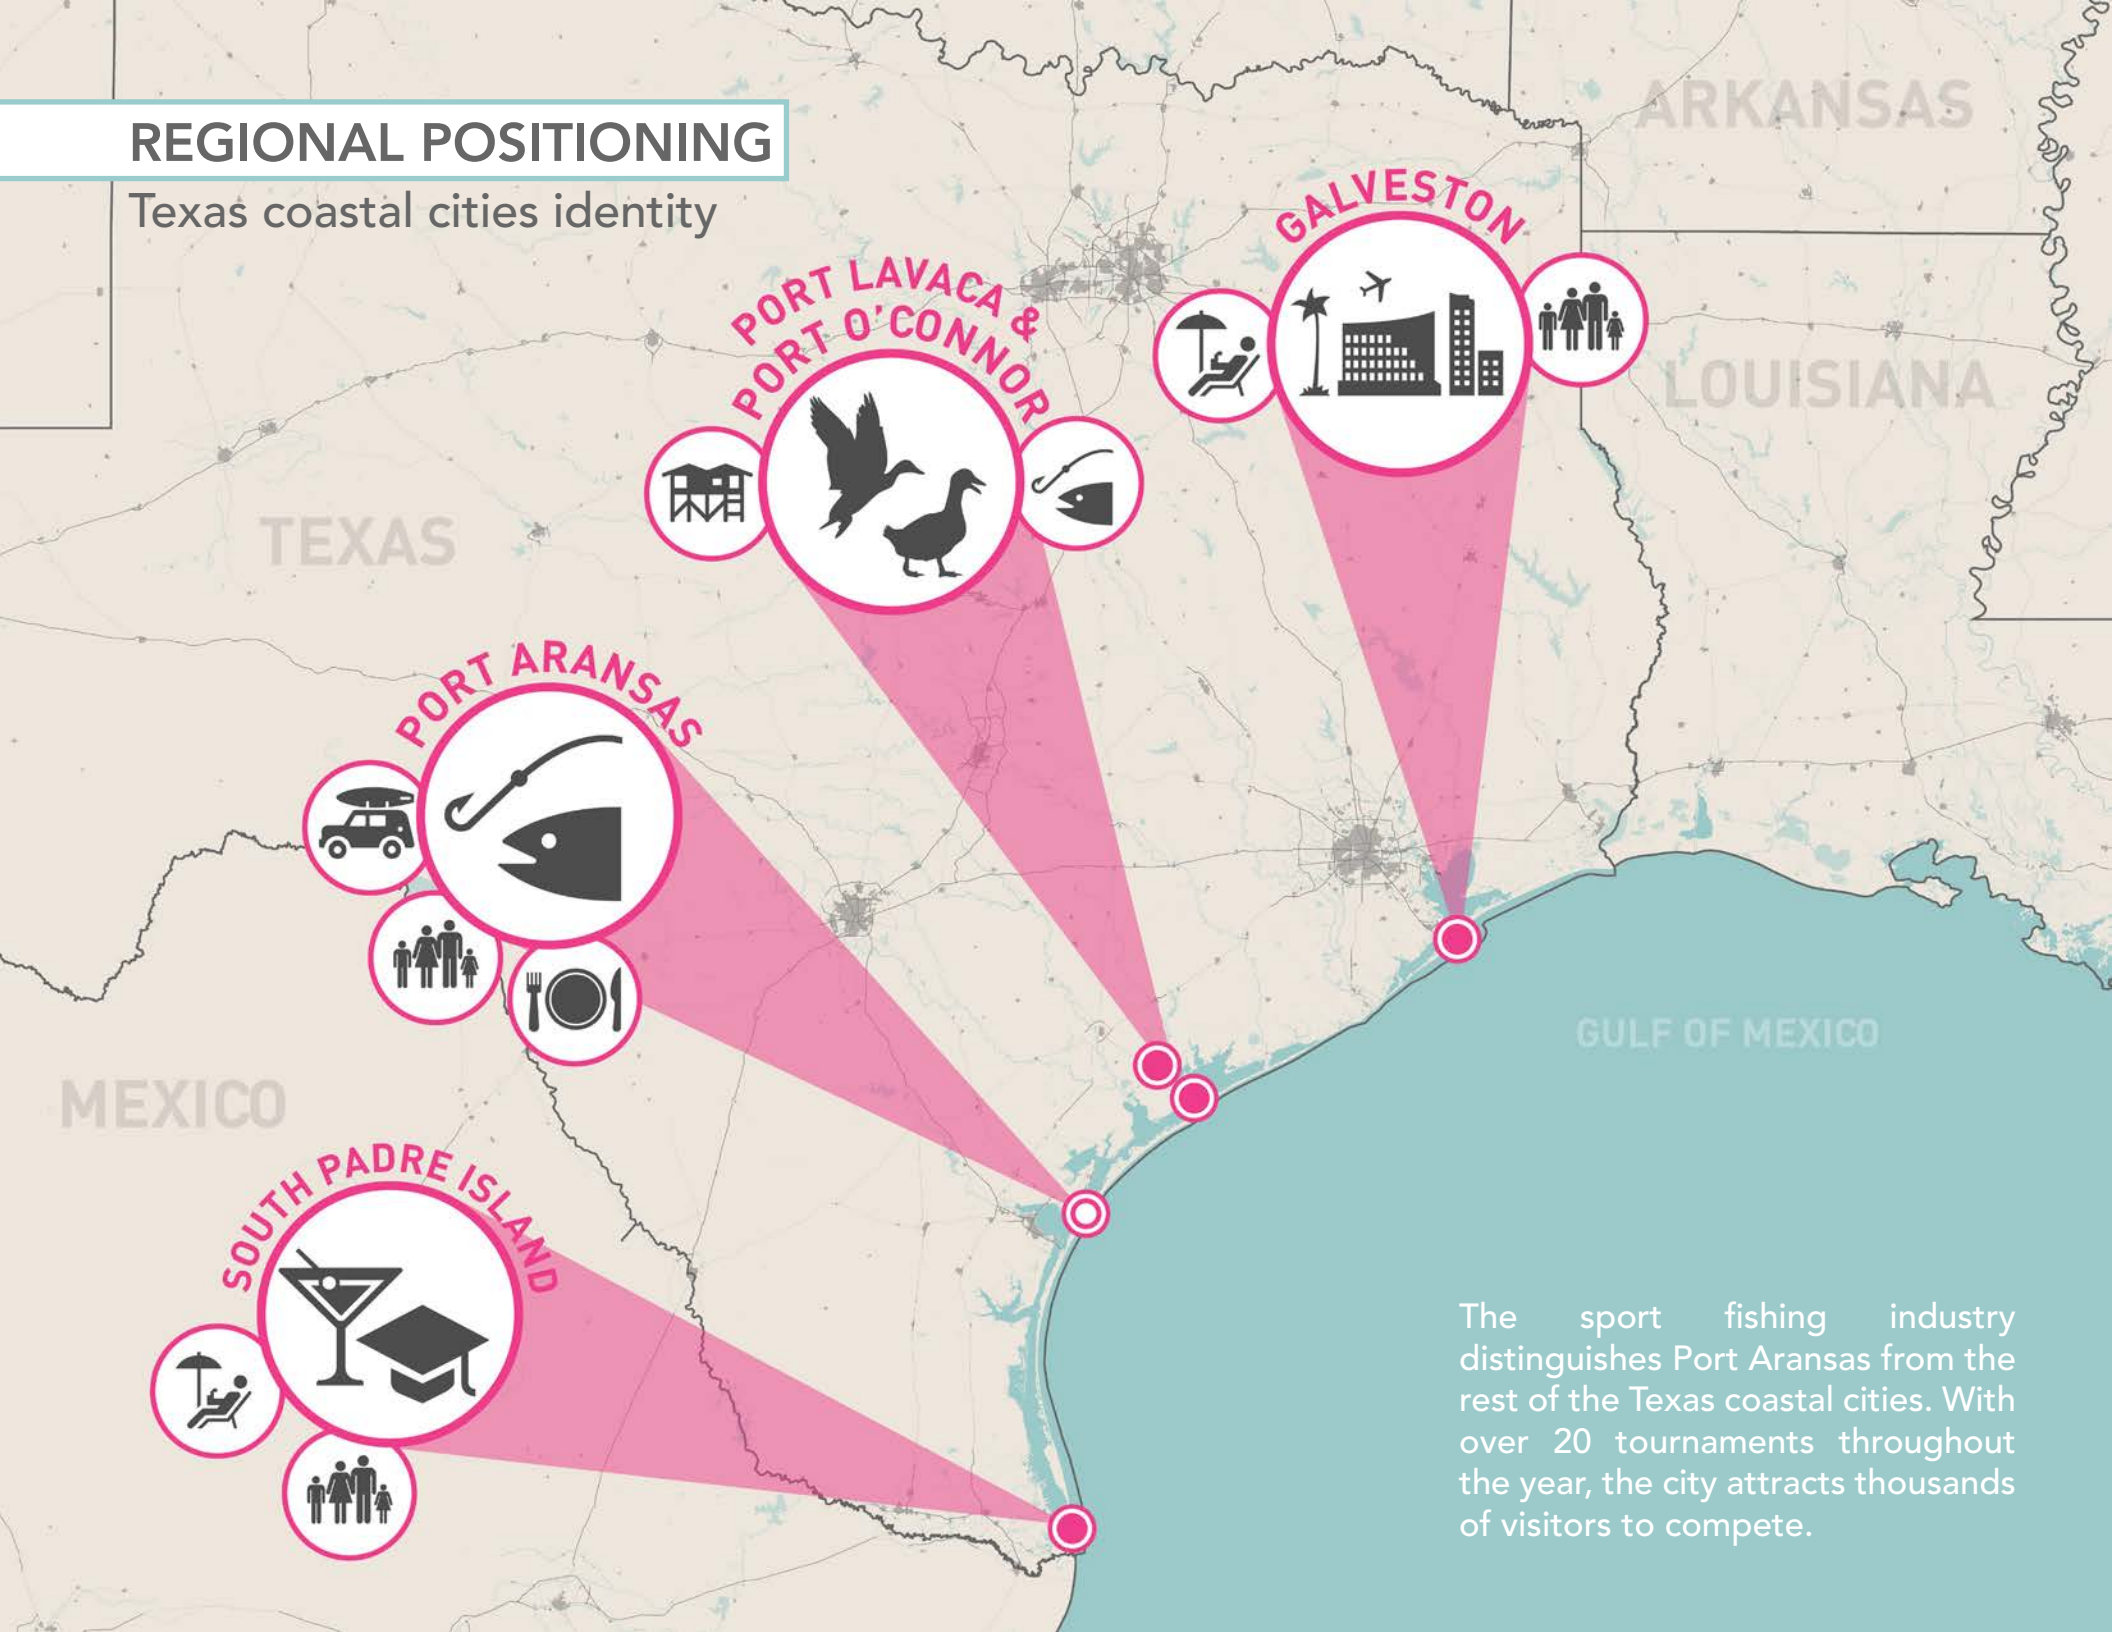 REGIONAL POSITIONING
Texas coastal cities identity
ARKANSAS
GALVESTON
PORT LAVACA &
PORT O'CONNOR
LOUISIANA
TEXAS
PORT ARANSAS
GULF OF MEXICO
MEXICO
SOUTH PADRE ISLAND
The sport fishing industry
distinguishes Port Aransas from the
rest of the Texas coastal cities. With
over 20 tournaments throughout
the year, the city attracts thousands
of visitors to compete.